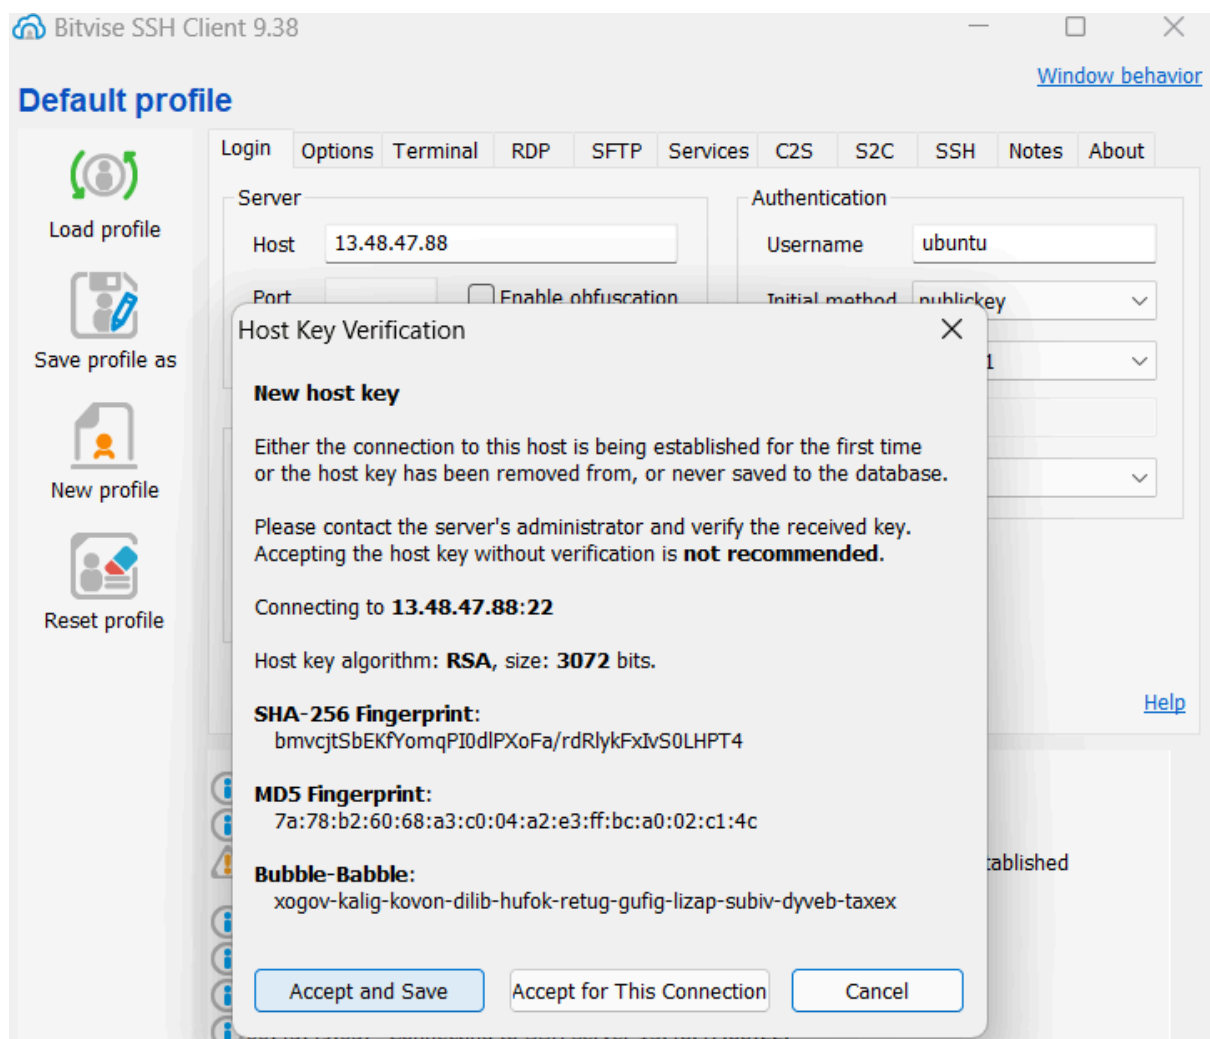 Bitvise SSH Client 9.38
Window behavior
Default profile
Login Options Terminal RDP SFTP Services C2S S2C SSH Notes About
Load profile
Save profile as
New profile
Reset profile
Server
Host 13.48.47.88
Port Enable obfuscation
Authentication
Username ubuntu
Initial method publickey
1
Host Key Verification
New host key
Either the connection to this host is being established for the first time
or the host key has been removed from, or never saved to the database.
Please contact the server's administrator and verify the received key.
Accepting the host key without verification is not recommended.
Connecting to 13.48.47.88:22
Host key algorithm: RSA, size: 3072 bits.
SHA-256 Fingerprint:
bmvcjtSbEKfYomqPI0dlPXoFa/rdRlykFxIvS0LHPT4
MD5 Fingerprint:
7a:78:b2:60:68:a3:c0:04:a2:e3:ff:bc:a0:02:c1:4c
Bubble-Babble:
xogov-kalig-kovon-dilib-hufok-retug-gufig-lizap-subiv-dyveb-taxex
Accept and Save Accept for This Connection Cancel
Help
tablished